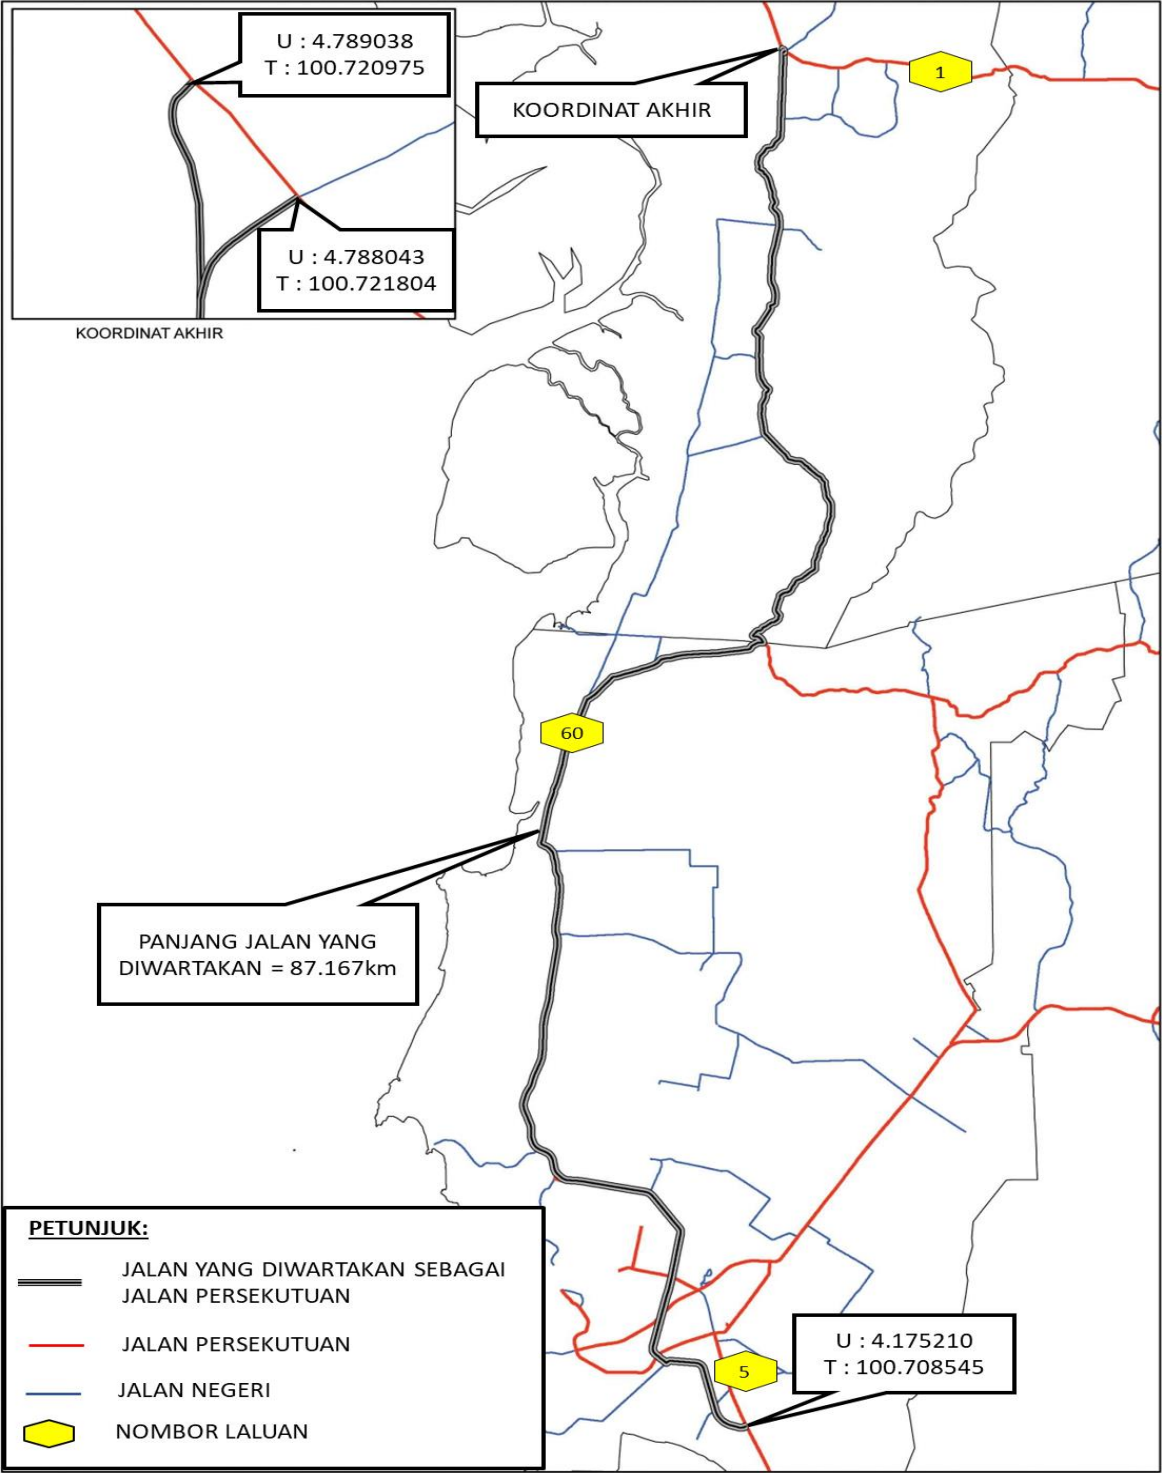 U : 4.789038
T : 100.720975
KOORDINAT AKHIR
1
U : 4.788043
T : 100.721804
KOORDINAT AKHIR
60
PANJANG JALAN YANG
DIWARTAKAN = 87.167km
U : 4.175210
T : 100.708545
5
PETUNJUK:
JALAN YANG DIWARTAKAN SEBAGAI
JALAN PERSEKUTUAN
JALAN PERSEKUTUAN
JALAN NEGERI
NOMBOR LALUAN